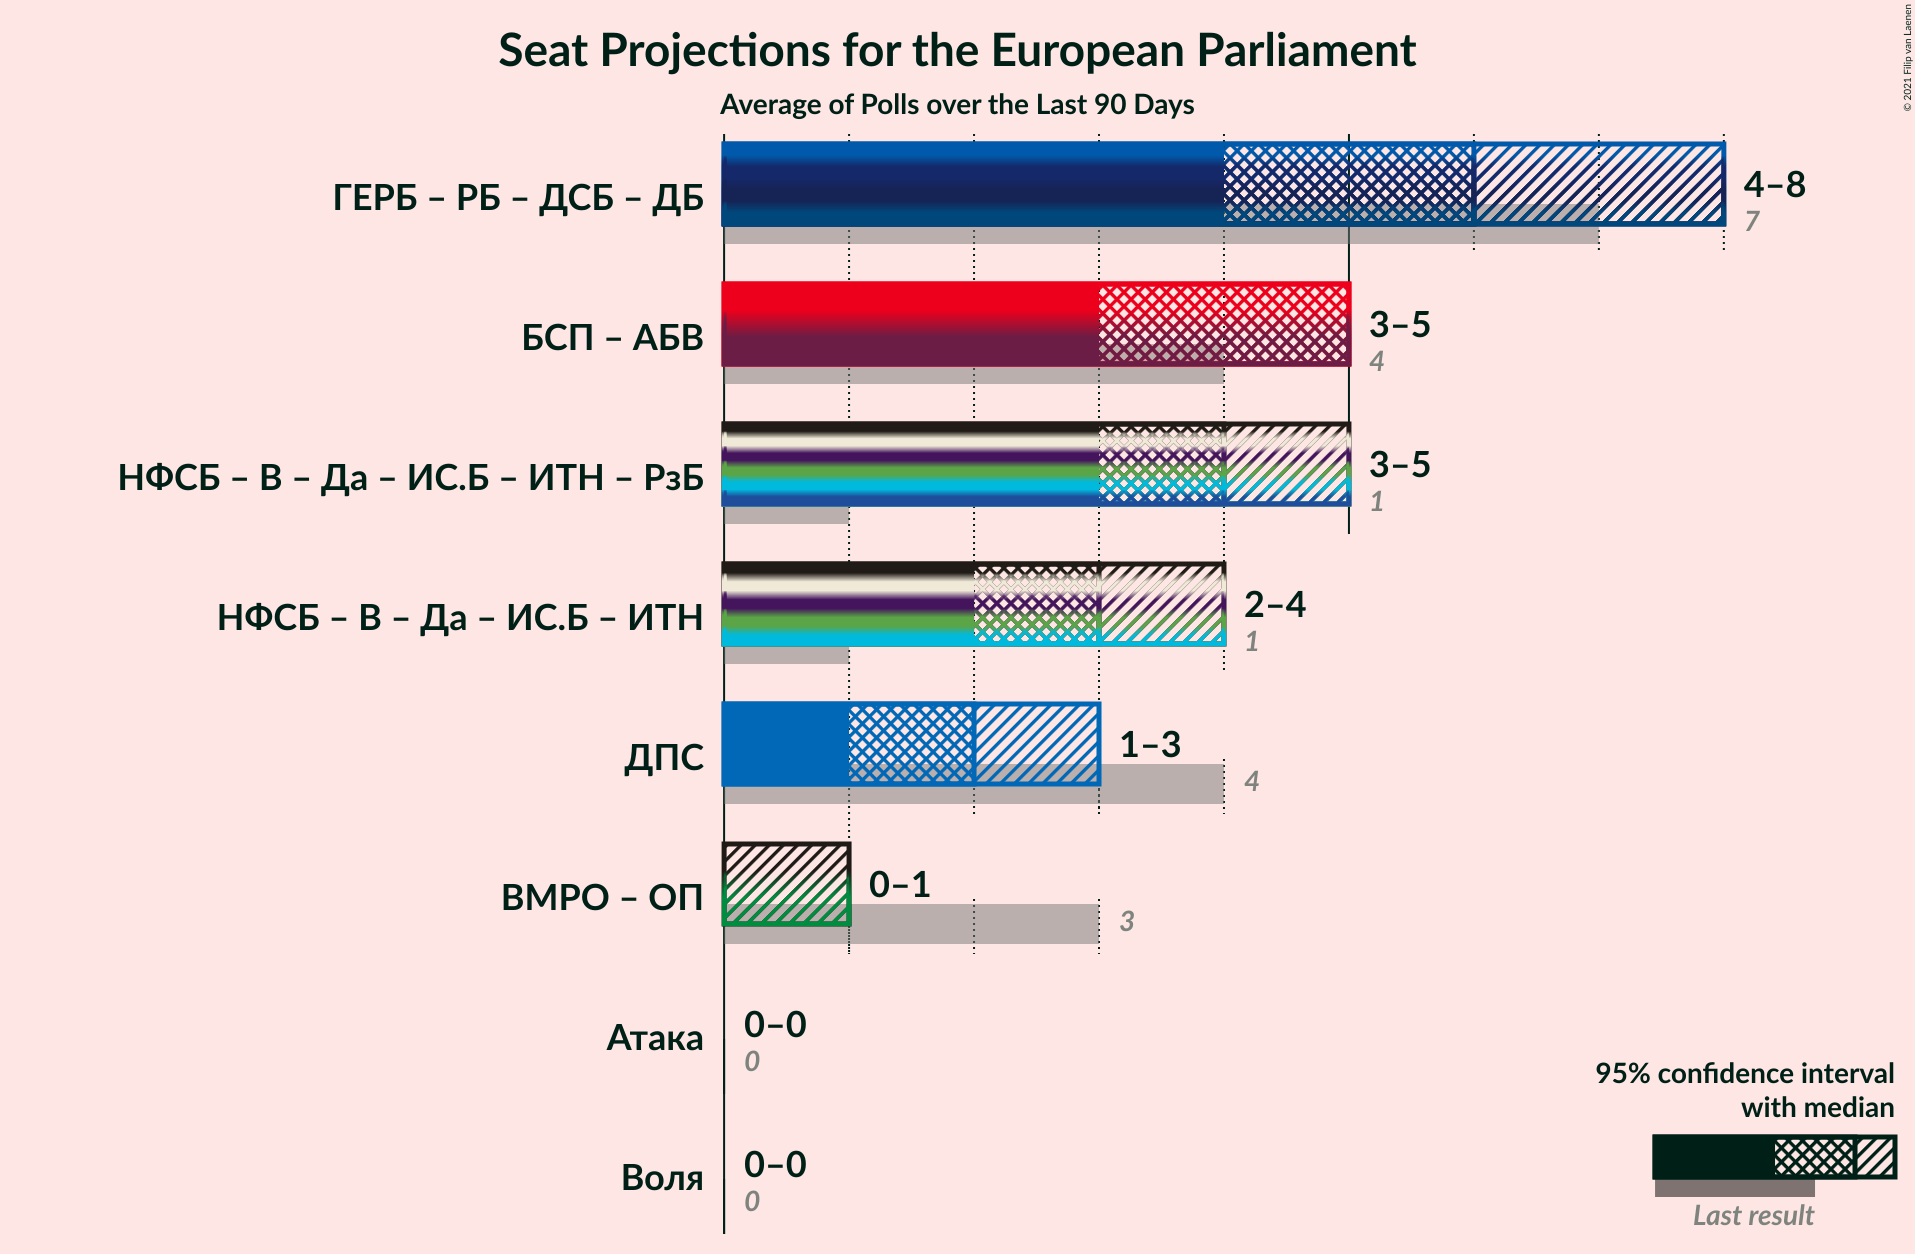 Seat Projections for the European Parliament
Average of Polls over the Last 90 Days
© 2021 Filip van Laenen
ГЕРБ – РБ – ДСБ – ДБ
4–8
7
БСП – АБВ
3–5
4
НФСБ – В – Да – ИС.Б – ИТН – РзБ
3–5
1
НФСБ – В – Да – ИС.Б – ИТН
2–4
1
ДПС
1–3
4
ВМРО – ОП
0–1
3
Атака
0–0
0
Воля
0–0
0
95% confidence interval
with median
Last result